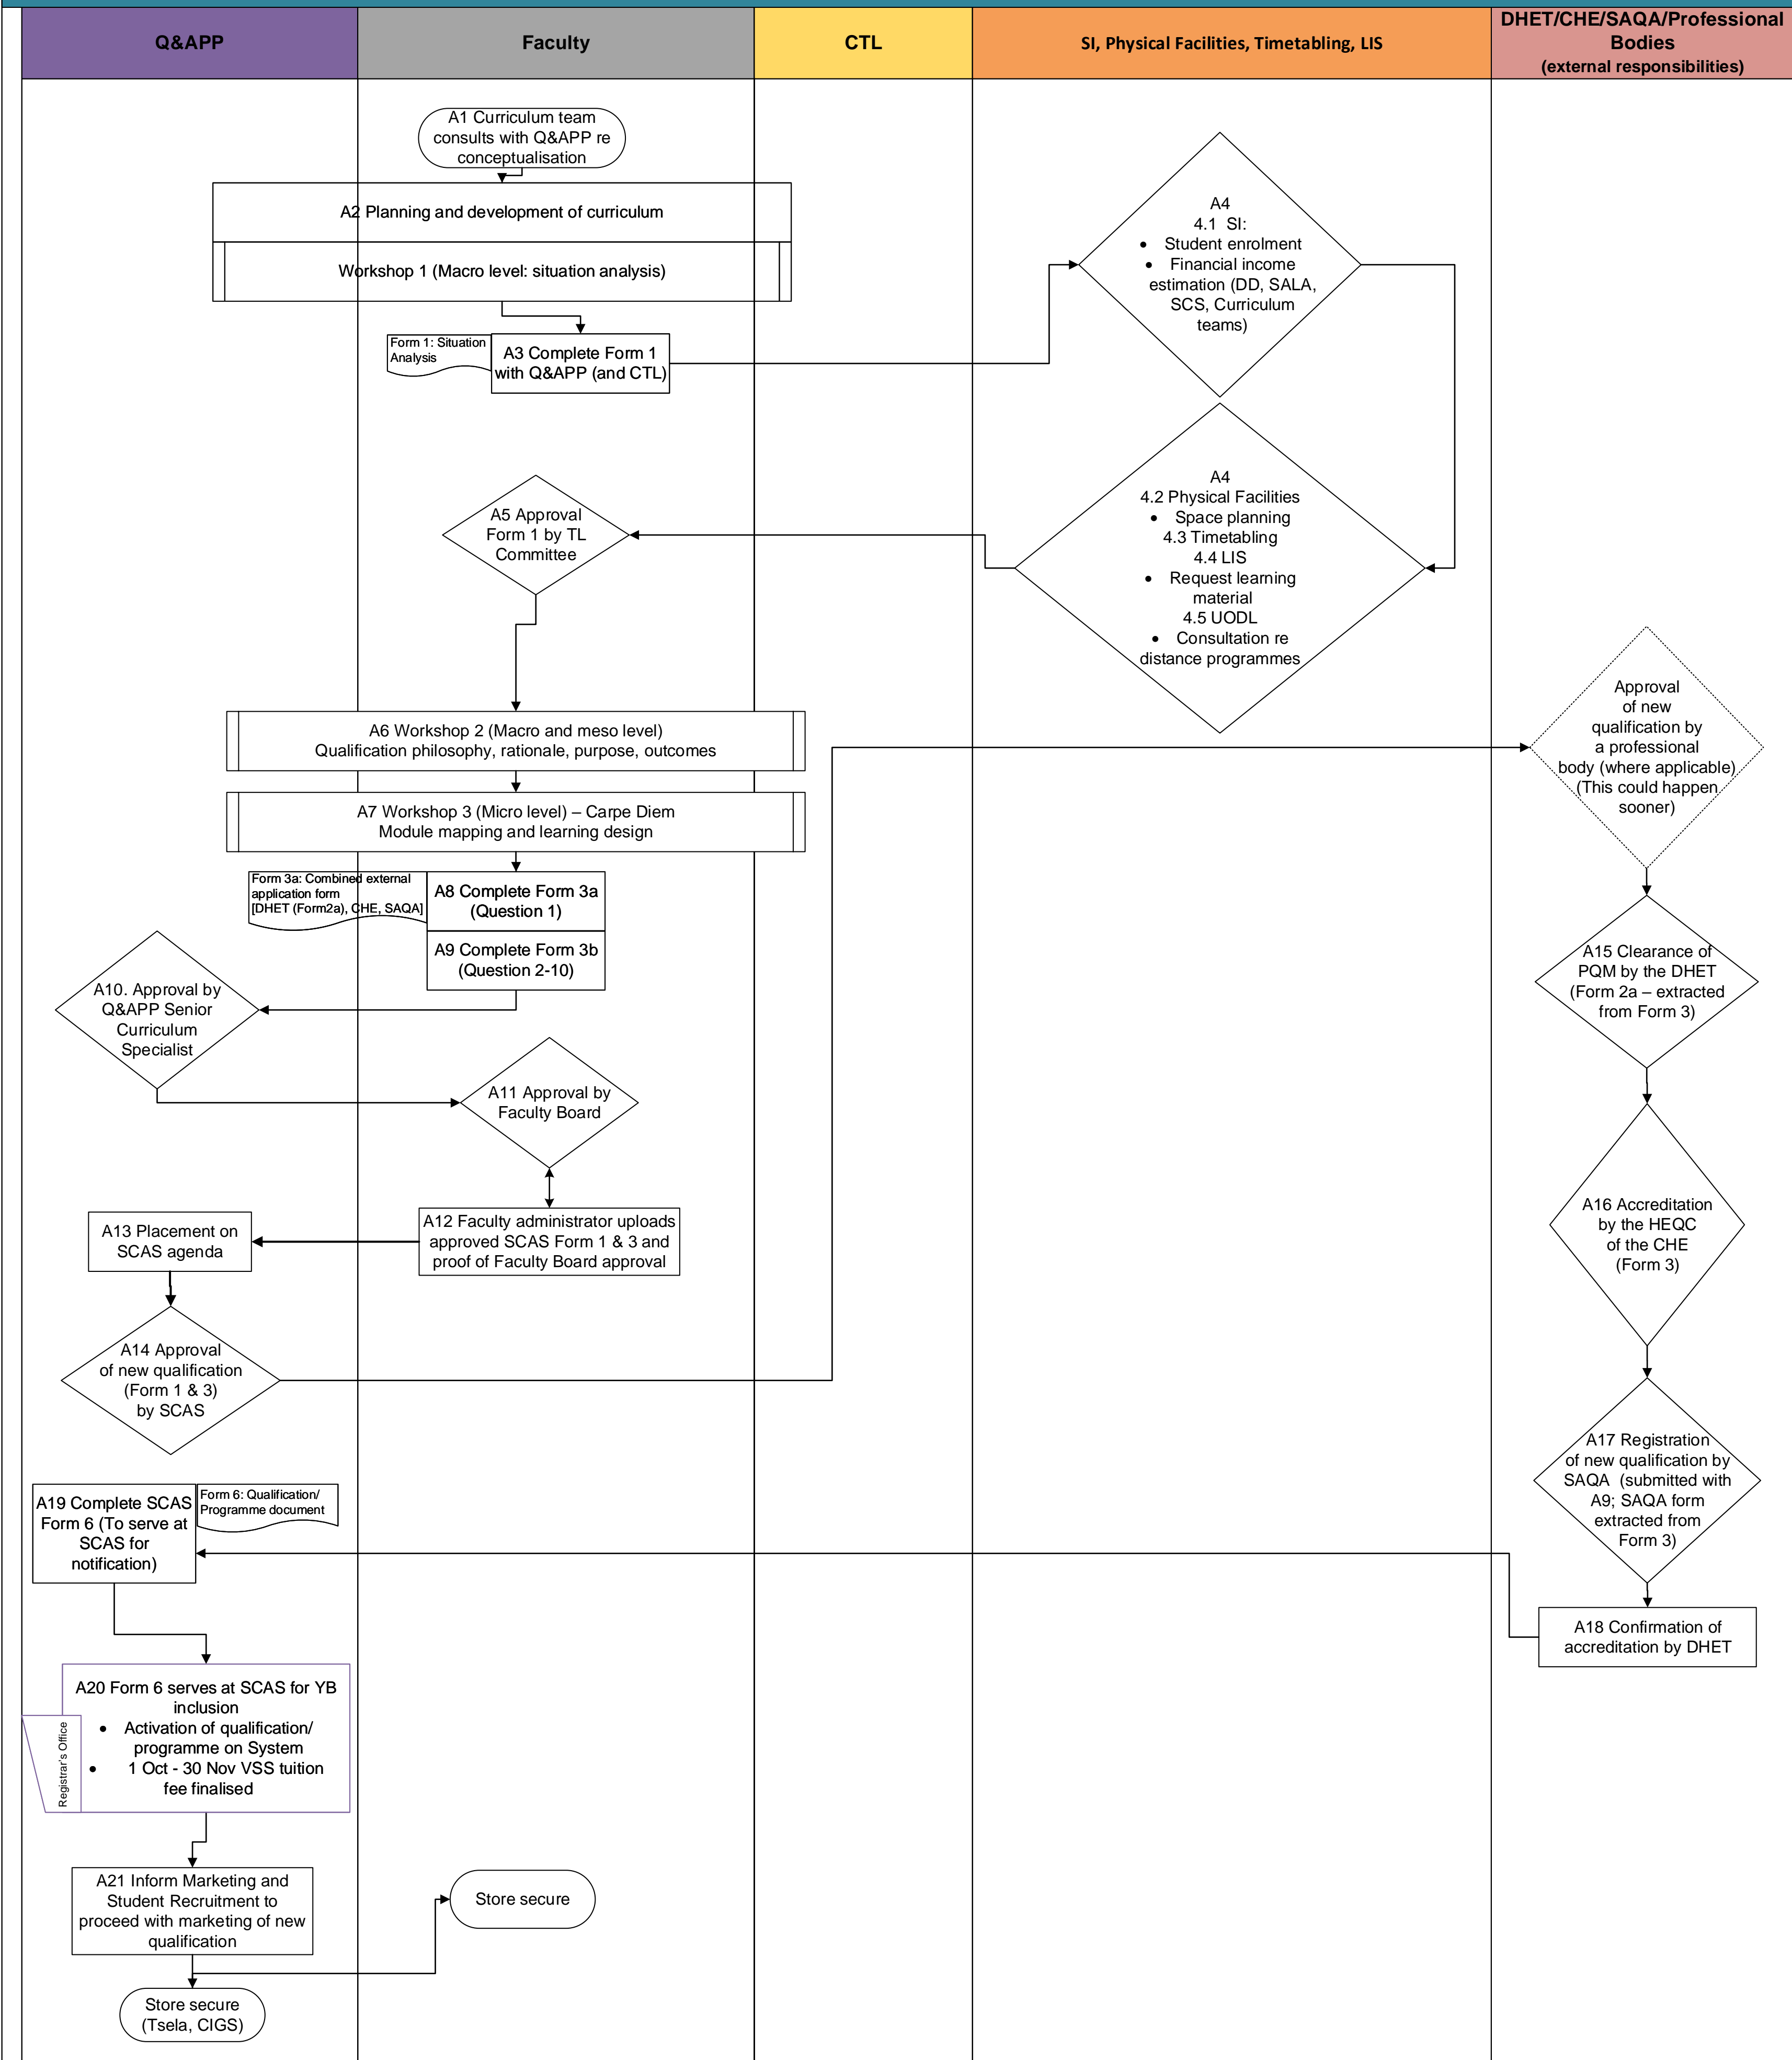 Q&APP
Faculty
CTL
SI, Physical Facilities, Timetabling, LIS
DHET/CHE/SAQA/Professional
Bodies
(external responsibilities)
A1 Curriculum team
consults with Q&APP re
conceptualisation
A2 Planning and development of curriculum
Workshop 1 (Macro level: situation analysis)
Form 1: Situation
Analysis
A3 Complete Form 1
with Q&APP (and CTL)
A4
4.1  SI:
•    Student enrolment
•    Financial income
estimation (DD, SALA,
SCS, Curriculum
teams)
A4
4.2 Physical Facilities
•    Space planning
4.3 Timetabling
4.4 LIS
•    Request learning
material
4.5 UODL
•    Consultation re
distance programmes
A5 Approval
Form 1 by TL
Committee
A6 Workshop 2 (Macro and meso level)
Qualification philosophy, rationale, purpose, outcomes
A7 Workshop 3 (Micro level) – Carpe Diem
Module mapping and learning design
Form 3a: Combined external
application form
[DHET (Form2a), CHE, SAQA]
A8 Complete Form 3a
(Question 1)
A9 Complete Form 3b
(Question 2-10)
A10. Approval by
Q&APP Senior
Curriculum
Specialist
A11 Approval by
Faculty Board
A12 Faculty administrator uploads
approved SCAS Form 1 & 3 and
proof of Faculty Board approval
A13 Placement on
SCAS agenda
A14 Approval
of new qualification
(Form 1 & 3)
by SCAS
Approval
of new
qualification by
a professional
body (where applicable)
(This could happen
sooner)
A15 Clearance of
PQM by the DHET
(Form 2a – extracted
from Form 3)
A16 Accreditation
by the HEQC
of the CHE
(Form 3)
A17 Registration
of new qualification by
SAQA  (submitted with
A9; SAQA form
extracted from
Form 3)
A18 Confirmation of
accreditation by DHET
A19 Complete SCAS
Form 6 (To serve at
SCAS for
notification)
Form 6: Qualification/
Programme document
A20 Form 6 serves at SCAS for YB
inclusion
•    Activation of qualification/
programme on System
•    1 Oct - 30 Nov VSS tuition
fee finalised
Registrar's Office
A21 Inform Marketing and
Student Recruitment to
proceed with marketing of new
qualification
Store secure
Store secure
(Tsela, CIGS)